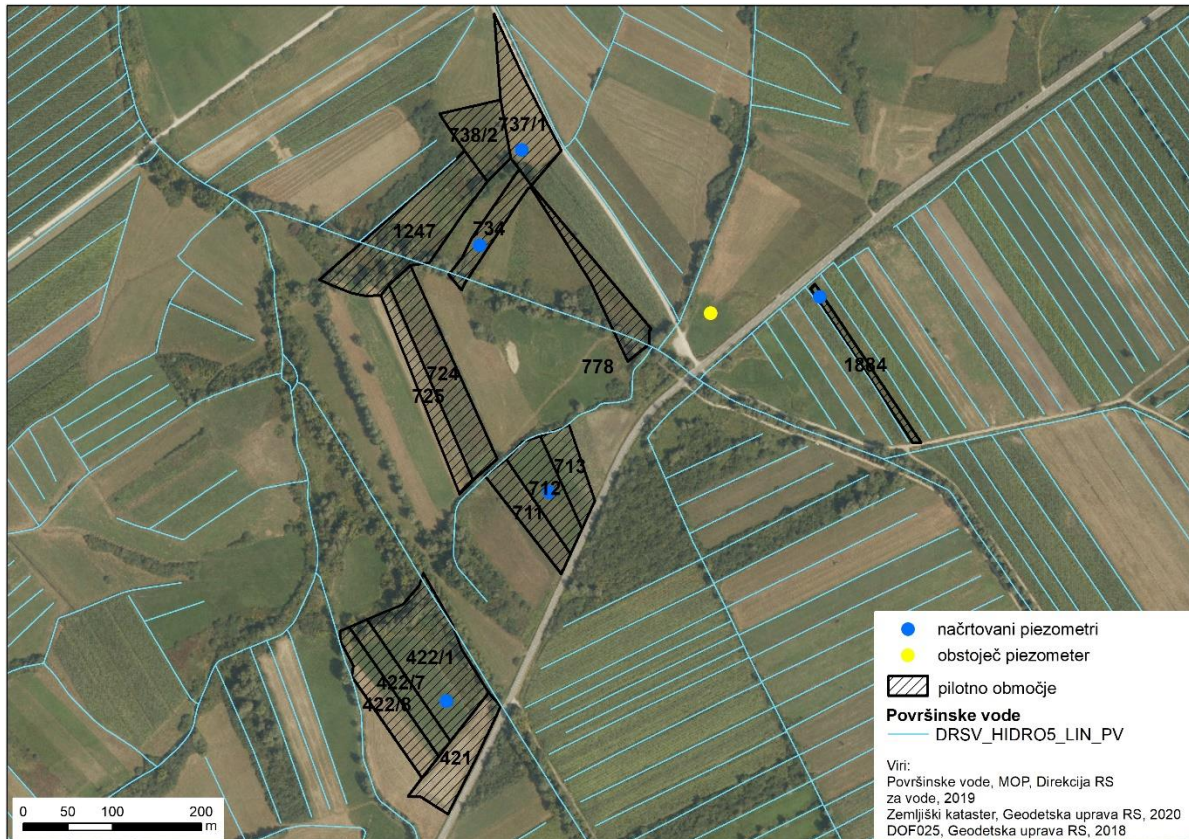 737/1
738/2
1247
734
724
725
778
1884
713
712
711
422/1
422/7
422/8
421
načrtovani piezometri
obstoječ piezometer
pilotno območje
Površinske vode
DRSV_HIDRO5_LIN_PV
Viri:
Površinske vode, MOP, Direkcija RS
za vode, 2019
Zemljiški kataster, Geodetska uprava RS, 2020
DOF025, Geodetska uprava RS, 2018
0 50 100 200
m